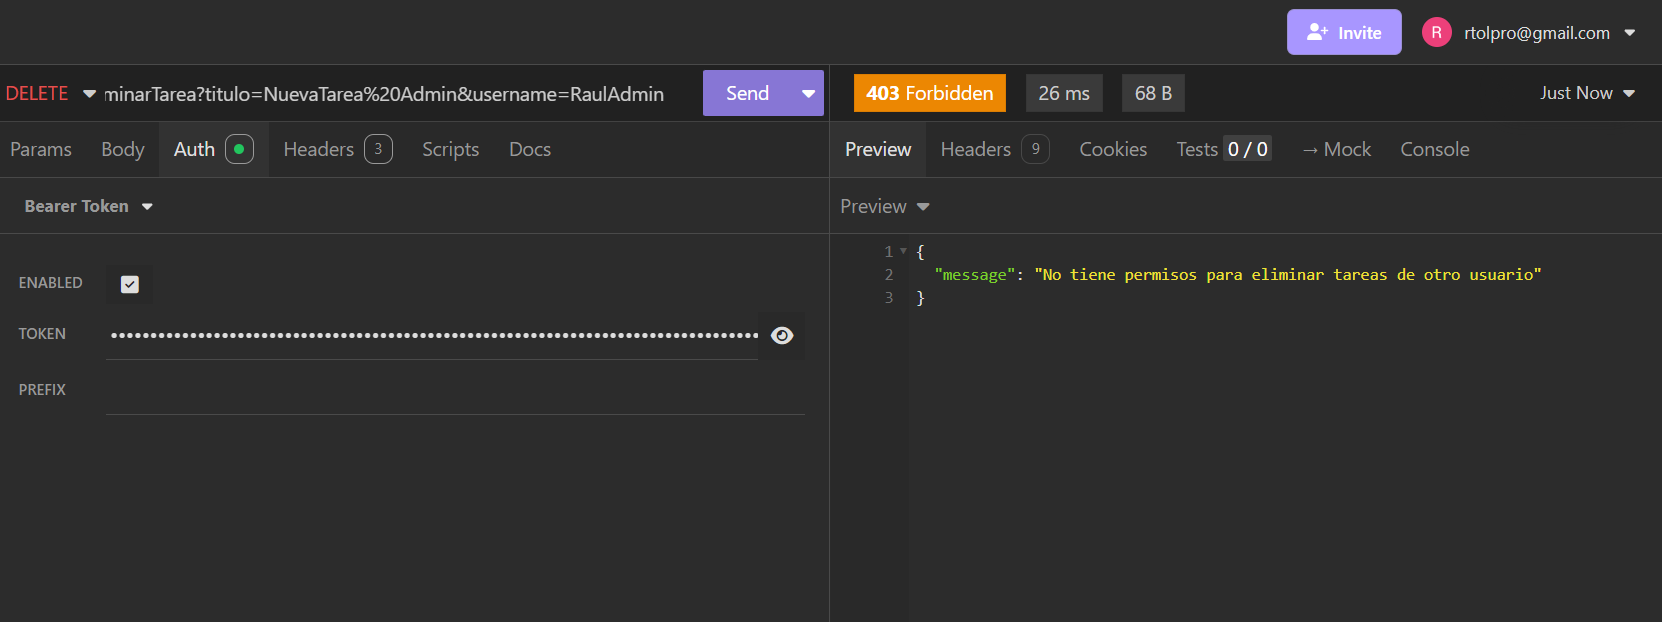 Invite
R
rtolpro@gmail.com
DELETE
minarTarea?titulo=NuevaTarea%20Admin&username=RaulAdmin
Send
403 Forbidden
26 ms
68 B
Just Now
Params
Body
Auth
Headers 3
Scripts
Docs
Preview
Headers 9
Cookies
Tests 0 / 0
→ Mock
Console
Bearer Token
Preview
ENABLED
TOKEN
••••••••••••••••••••••••••••••••••••••••••••••••••••••••••••••••••••••••••••••••
PREFIX
1 {
2 "message": "No tiene permisos para eliminar tareas de otro usuario"
3 }